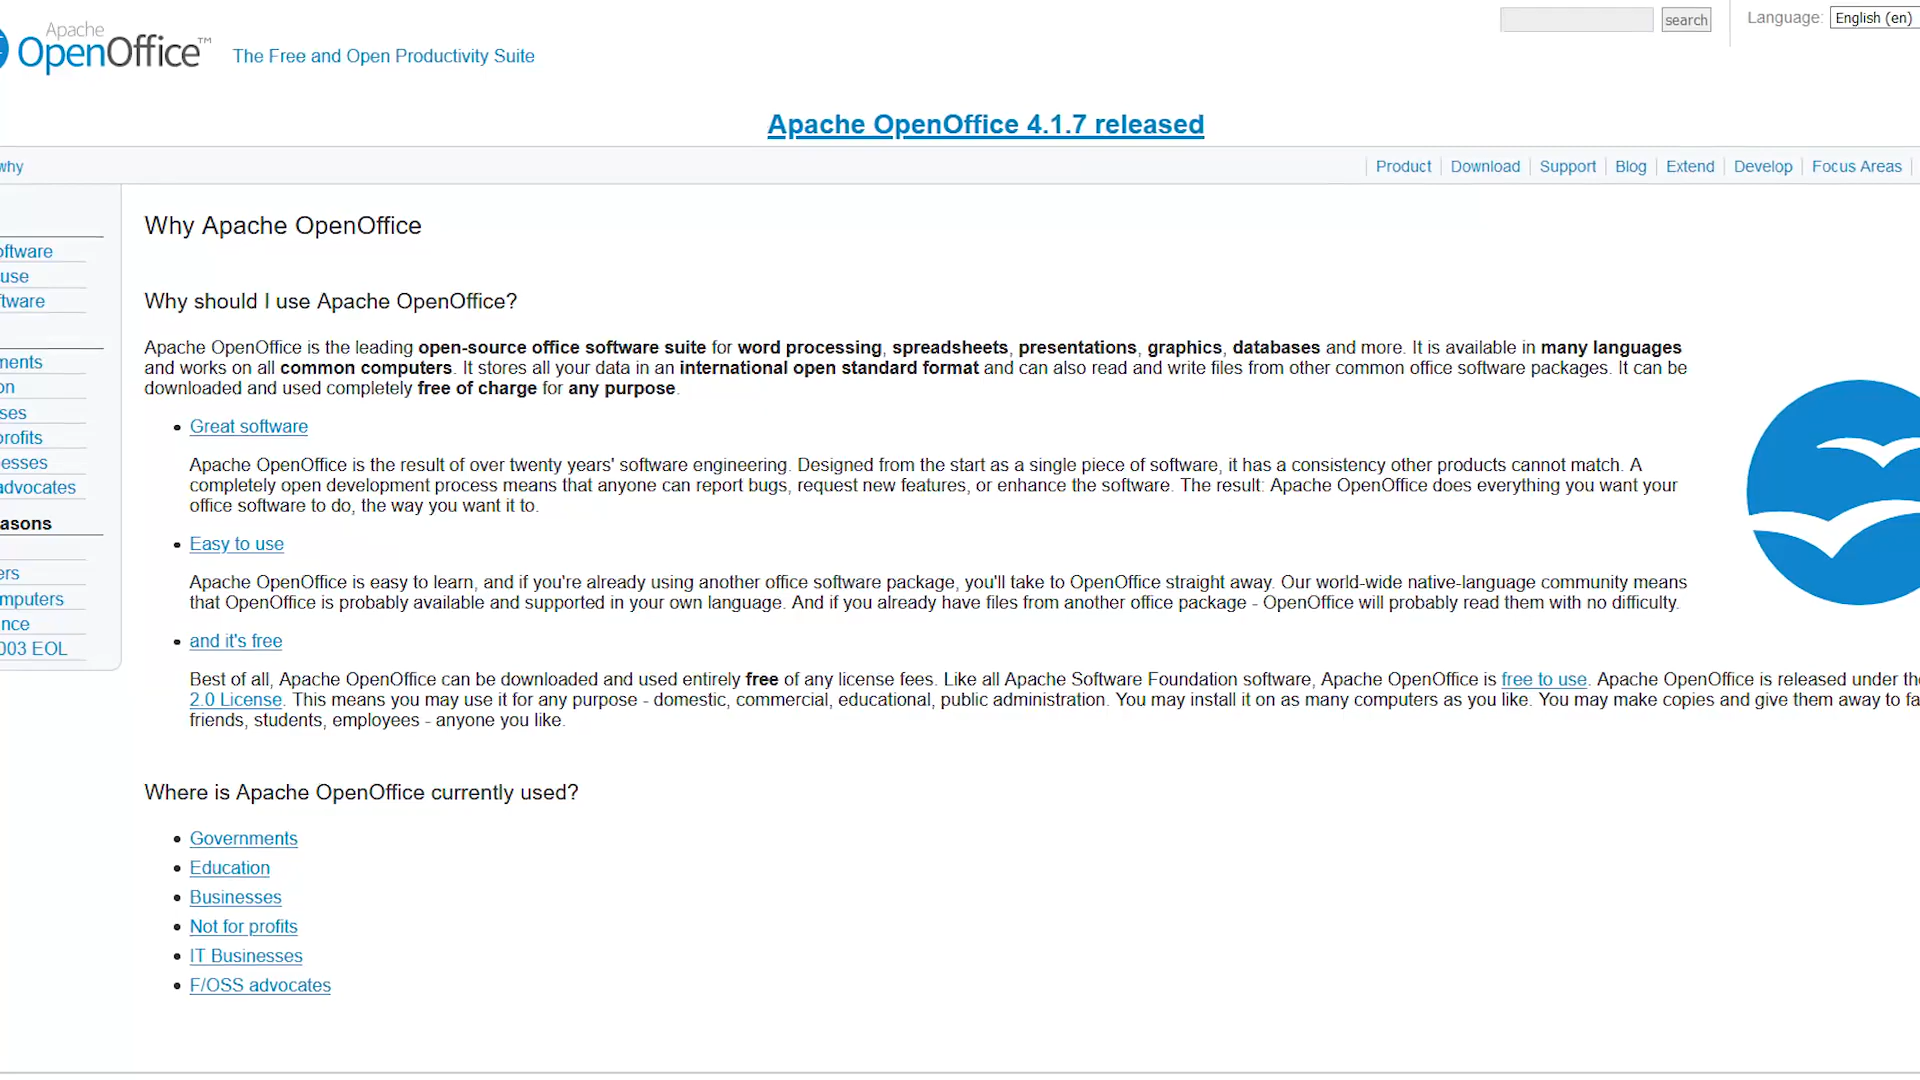 Apache
OpenOffice™
The Free and Open Productivity Suite
search
Language: English (en)
Apache OpenOffice 4.1.7 released
why
Product
Download
Support
Blog
Extend
Develop
Focus Areas
oftware
use
tware
ments
on
ses
profits
esses
advocates
asons
ers
mputers
nce
003 EOL
Why Apache OpenOffice
Why should I use Apache OpenOffice?
Apache OpenOffice is the leading open-source office software suite for word processing, spreadsheets, presentations, graphics, databases and more. It is available in many languages
and works on all common computers. It stores all your data in an international open standard format and can also read and write files from other common office software packages. It can be
downloaded and used completely free of charge for any purpose.
Great software
Apache OpenOffice is the result of over twenty years' software engineering. Designed from the start as a single piece of software, it has a consistency other products cannot match. A
completely open development process means that anyone can report bugs, request new features, or enhance the software. The result: Apache OpenOffice does everything you want your
office software to do, the way you want it to.
Easy to use
Apache OpenOffice is easy to learn, and if you're already using another office software package, you'll take to OpenOffice straight away. Our world-wide native-language community means
that OpenOffice is probably available and supported in your own language. And if you already have files from another office package - OpenOffice will probably read them with no difficulty.
and it's free
Best of all, Apache OpenOffice can be downloaded and used entirely free of any license fees. Like all Apache Software Foundation software, Apache OpenOffice is free to use. Apache OpenOffice is released under th
2.0 License. This means you may use it for any purpose - domestic, commercial, educational, public administration. You may install it on as many computers as you like. You may make copies and give them away to fa
friends, students, employees - anyone you like.
Where is Apache OpenOffice currently used?
Governments
Education
Businesses
Not for profits
IT Businesses
F/OSS advocates